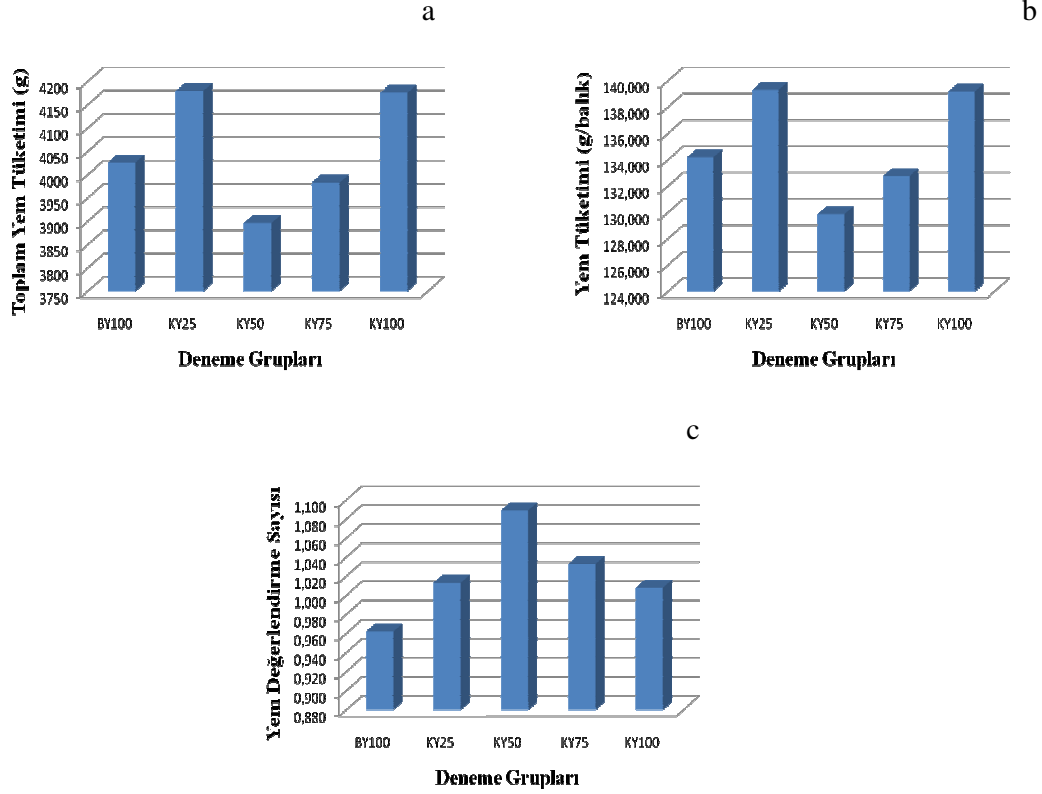 a
b
Toplam Yem Tüketimi (g)
4200
4150
4100
4050
4000
3950
3900
3850
3800
3750
BY100 KY25 KY50 KY75 KY100
Deneme Grupları
Yem Tüketimi (g/balık)
140,000
138,000
136,000
134,000
132,000
130,000
128,000
126,000
124,000
BY100 KY25 KY50 KY75 KY100
Deneme Grupları
c
Yem Değerlendirme Sayısı
1,100
1,080
1,060
1,040
1,020
1,000
0,980
0,960
0,940
0,920
0,900
0,880
BY100 KY25 KY50 KY75 KY100
Deneme Grupları